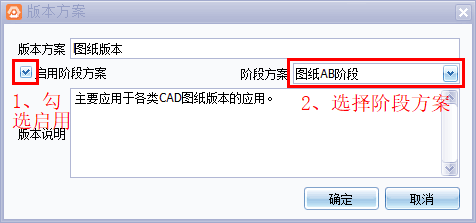 版本方案
版本方案 图纸版本
启用阶段方案 阶段方案 图纸AB阶段
1、勾选启用
2、选择阶段方案
版本说明 主要应用于各类CAD图纸版本的应用。
确定 取消